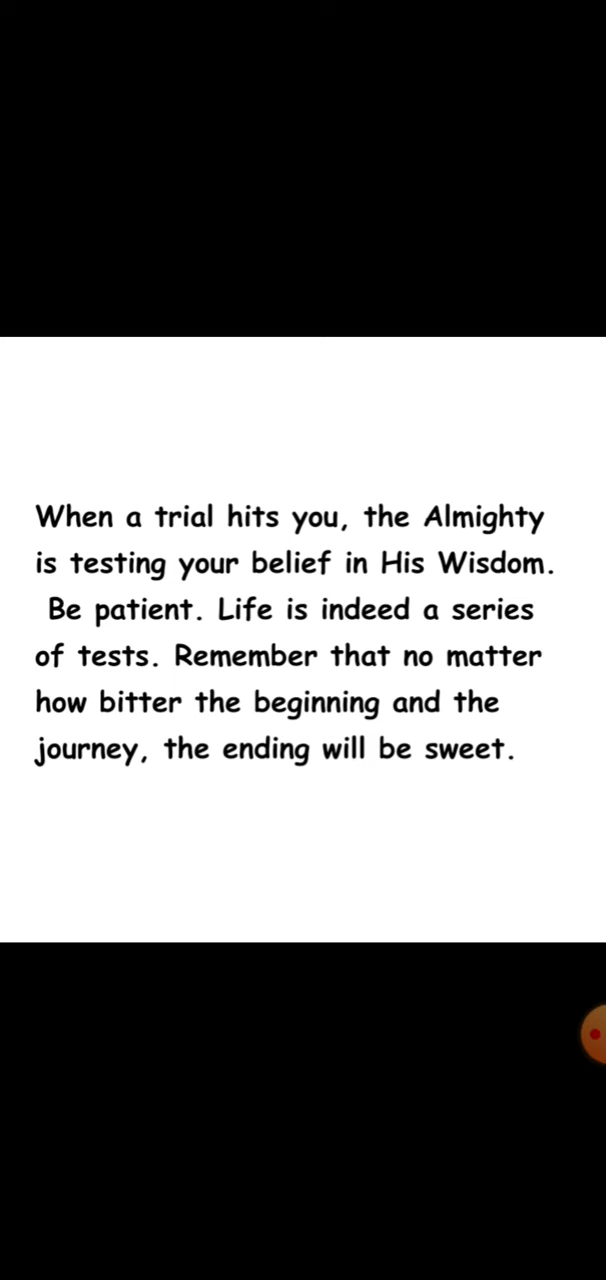 When a trial hits you, the Almighty
is testing your belief in His Wisdom.
Be patient. Life is indeed a series
of tests. Remember that no matter
how bitter the beginning and the
journey, the ending will be sweet.